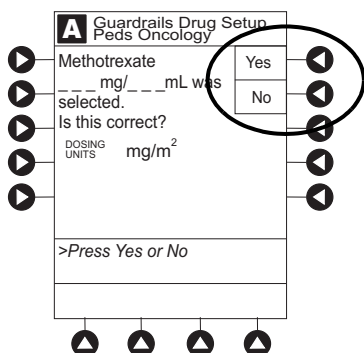 A Guardrails Drug Setup
Peds Oncology
Methotrexate
_ _ _ mg/_ _ _mL was
selected.
Is this correct?
Yes
No
DOSING
UNITS mg/m²
>Press Yes or No